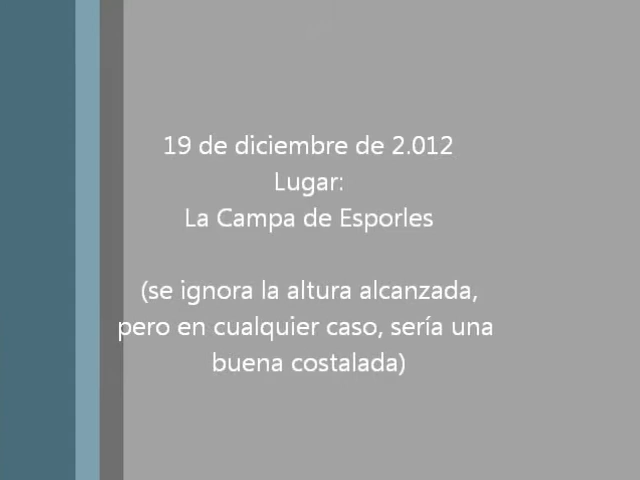 19 de diciembre de 2.012
Lugar:
La Campa de Esporles
(se ignora la altura alcanzada,
pero en cualquier caso, sería una
buena costalada)